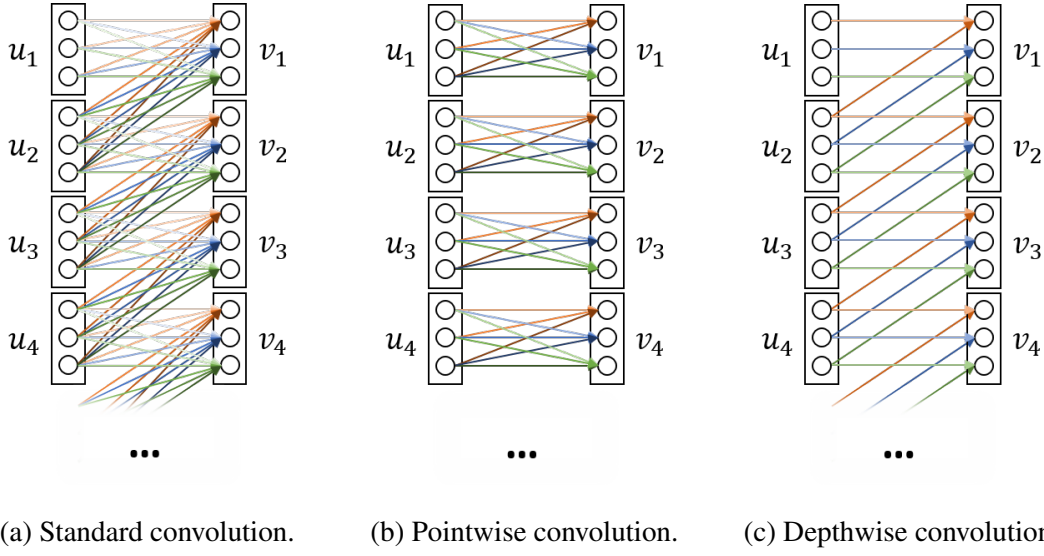 u₁ v₁ u₁ v₁ u₁ v₁
u₂ v₂ u₂ v₂ u₂ v₂
u₃ v₃ u₃ v₃ u₃ v₃
u₄ v₄ u₄ v₄ u₄ v₄
... ... ...
(a) Standard convolution. (b) Pointwise convolution. (c) Depthwise convolution